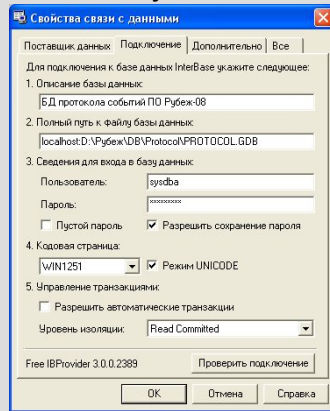 Свойства связи с данными
Поставщик данных Подключение Дополнительно Все
Для подключения к базе данных InterBase укажите следующее:
1. Описание базы данных:
БД протокола событий ПО Рубеж-08
2. Полный путь к файлу базы данных:
localhost:D:\Рубеж\DB\Protocol\PROTOCOL.GDB
3. Сведения для входа в базу данных:
Пользователь: sysdba
Пароль: xxxxxxxxx
Пустой пароль Разрешить сохранение пароля
4. Кодовая страница:
WIN1251 Режим UNICODE
5. Управление транзакциями:
Разрешить автоматические транзакции
Уровень изоляции: Read Committed
Free IBProvider 3.0.0.2389 Проверить подключение
OK Отмена Справка